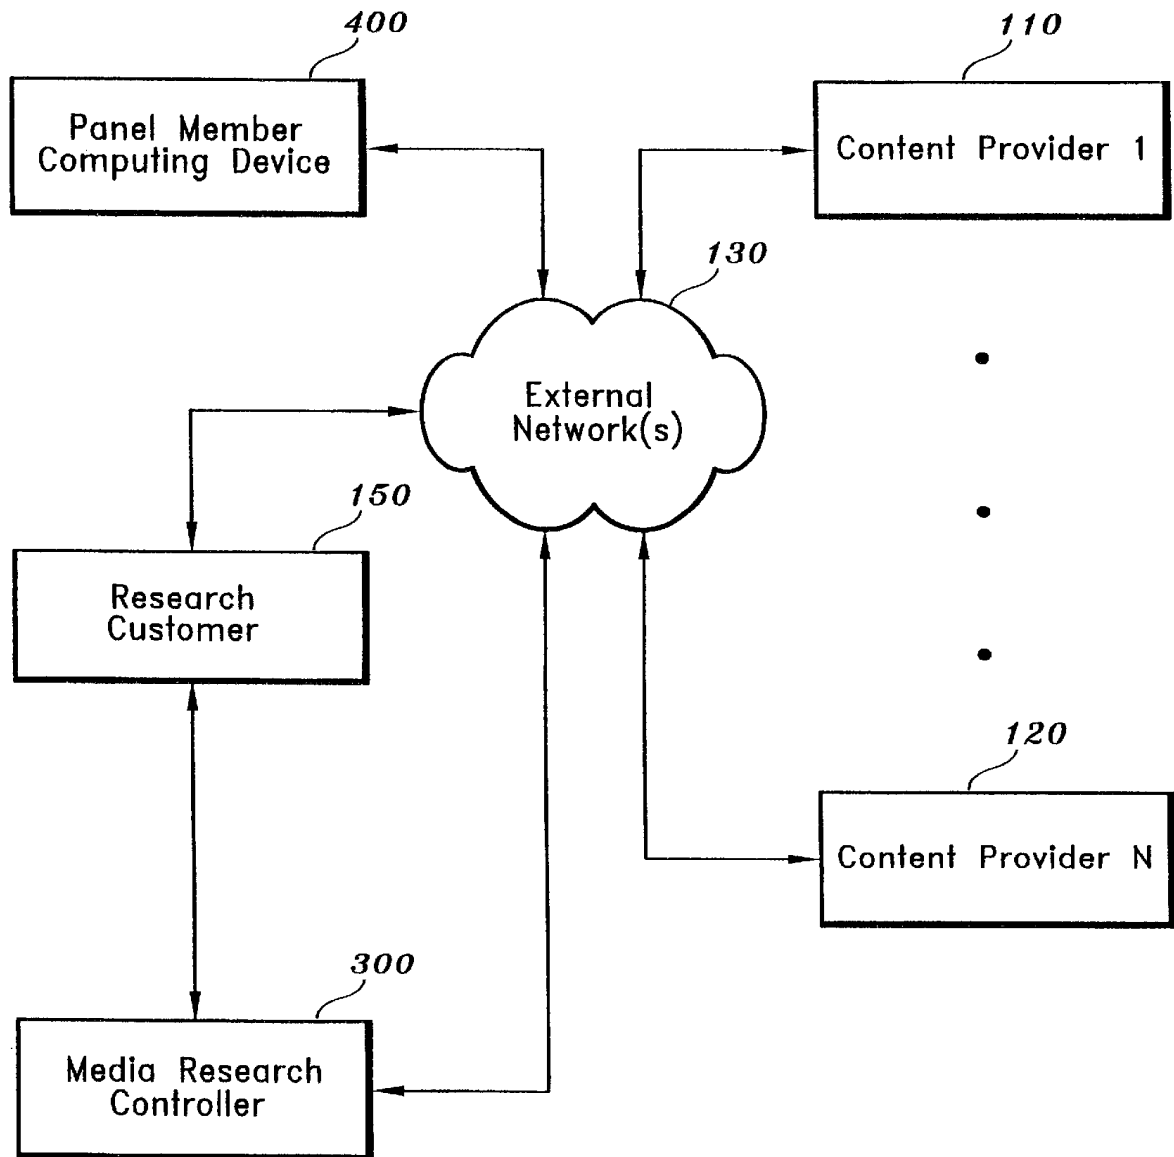 400
Panel Member
Computing Device
110
Content Provider 1
130
External
Network(s)
150
Research
Customer
120
Content Provider N
300
Media Research
Controller